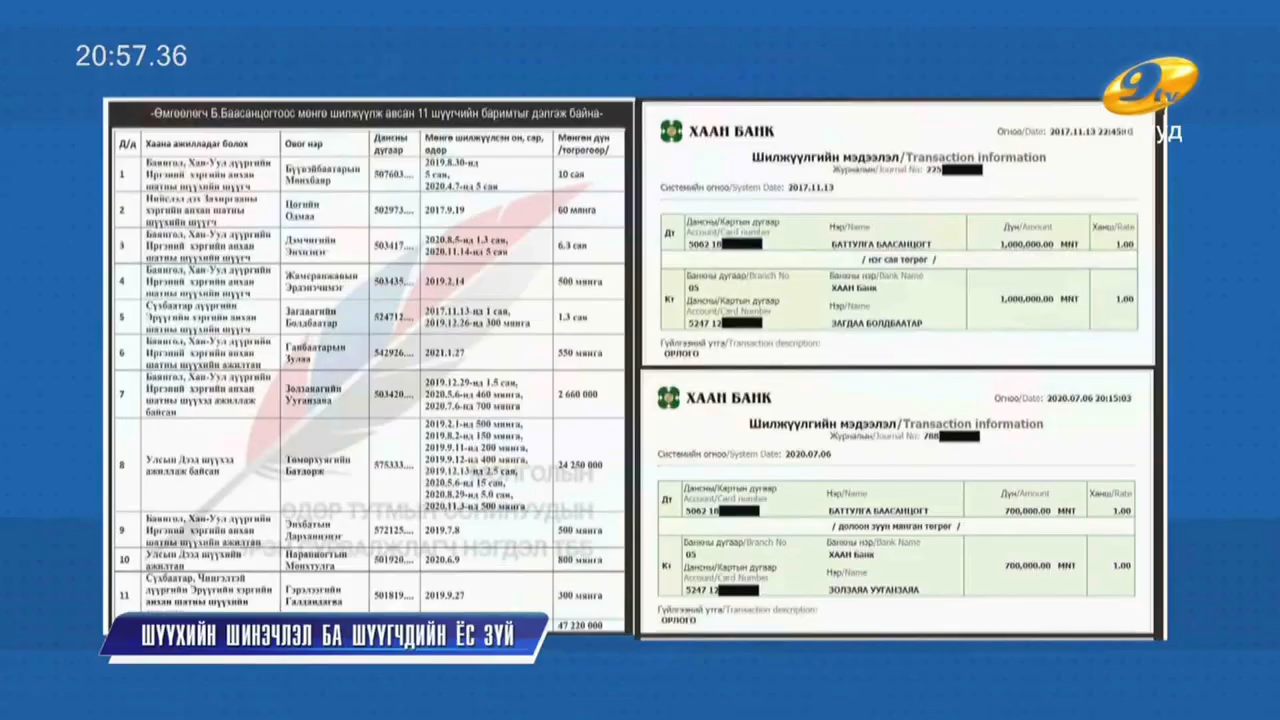 20:57.36
9tv
УД
-Өмгөөлөгч Б.Баасанцогтоос мөнгө шилжүүлж авсан 11 шүүгчийн баримтыг дэлгэж байна-
Д/д Хаана ажилладаг болох Овог нэр Дансны дугаар Мөнгө шилжүүлсэн он, сар, өдөр Мөнгөн дүн /төгрөгөөр/
1 Баянгол, Хан-Уул дүүргийн Иргэний хэргийн анхан шатны шүүхийн шүүгч Бүүвэйбаатарын Мөнхбаяр 507603.... 2019.8.30-нд 5 сая, 2020.4.7-нд 5 сая 10 сая
2 Нийслэл дэх Захиргааны хэргийн анхан шатны шүүхийн шүүгч Цогийн Одмаа 502973.... 2017.9.19 60 мянга
3 Баянгол, Хан-Уул дүүргийн Иргэний хэргийн анхан шатны шүүхийн шүүгч 503417.... 2020.8.5-нд 1.3 сая, 2020.11.14-нд 5 сая 6.3 сая
4 Баянгол, Хан-Уул дүүргийн Иргэний хэргийн анхан шатны шүүхийн шүүгч Жамсранжавын Эрдэнэчимэг 503435.... 2019.2.14 500 мянга
5 Сүхбаатар дүүргийн Эрүүгийн хэргийн анхан шатны шүүхийн шүүгч Загдаагийн Болдбаатар 524712.... 2017.11.13-нд 1 сая, 2019.12.26-нд 300 мянга 1.3 сая
6 Баянгол, Хан-Уул дүүргийн Иргэний хэргийн анхан шатны шүүхийн ажилтан Ганбаатарын Зулаа 542926.... 2021.1.27 550 мянга
7 Баянгол, Хан-Уул дүүргийн Иргэний хэргийн анхан шатны шүүхэд ажиллаж байсан Золзаяагийн Ууганзаяа 503420.... 2019.12.29-нд 1.5 сая, 2020.5.6-нд 460 мянга, 2020.7.6-нд 700 мянга 2 660 000
8 Улсын Дээд шүүхэд ажиллаж байсан Төмөрхуягийн Батдорж 575333.... 2019.2.1-нд 500 мянга, 2019.8.2-нд 150 мянга, 2019.9.11-нд 200 мянга, 2019.9.12-нд 400 мянга, 2019.12.13-нд 2.5 сая, 2020.5.6-нд 15 сая, 2020.8.29-нд 5.0 сая, 2020.11.3-нд 500 мянга 24 250 000
9 Баянгол, Хан-Уул дүүргийн Иргэний хэргийн анхан шатны шүүхийн ажилтан Энхбатын Дарханцэцэг 572125.... 2019.7.8 500 мянга
10 Улсын Дээд шүүхийн ажилтан Наранцогтын Мөнхтулга 501920.... 2020.6.9 800 мянга
11 Сүхбаатар, Чингэлтэй дүүргийн Эрүүгийн хэргийн анхан шатны шүүхийн Гэрэлээгийн Галдандагва 501819.... 2019.9.27 300 мянга
47 220 000
ӨДӨР ТУТМЫН СОНИНУУДЫН
НЭГДЭЛ ТББ
ХААН БАНК
Огноо/Date: 2017.11.13
Шилжүүлгийн мэдээлэл/Transaction information
Журналын/Journal No: 225
Системийн огноо/System Date: 2017.11.13
Дт Дансны/Картын дугаар Account/Card number Нэр/Name Дүн/Amount Ханш/Rate
5062 18 БАТТУЛГА БААСАНЦОГТ 1,000,000.00 MNT 1.00
/ нэг сая төгрөг /
Кт Банкны дугаар/Branch No Банкны нэр/Bank Name
05 ХААН Банк 1,000,000.00 MNT 1.00
Дансны/Картын дугаар Account/Card Number Нэр/Name
5247 12 ЗАГДАА БОЛДБААТАР
Гүйлгээний утга/Transaction description:
ОРЛОГО
ХААН БАНК
Огноо/Date: 2020.07.06 20:15:03
Шилжүүлгийн мэдээлэл/Transaction information
Журналын/Journal No: 788
Системийн огноо/System Date: 2020.07.06
Дт Дансны/Картын дугаар Account/Card number Нэр/Name Дүн/Amount Ханш/Rate
5062 18 БАТТУЛГА БААСАНЦОГТ 700,000.00 MNT 1.00
/ долоон зуун мянган төгрөг /
Кт Банкны дугаар/Branch No Банкны нэр/Bank Name
05 ХААН Банк 700,000.00 MNT 1.00
Дансны/Картын дугаар Account/Card Number Нэр/Name
5247 12 ЗОЛЗАЯА УУГАНЗАЯА
Гүйлгээний утга/Transaction description:
ОРЛОГО
ШҮҮХИЙН ШИНЭЧЛЭЛ БА ШҮҮГЧДИЙН ЁС ЗҮЙ